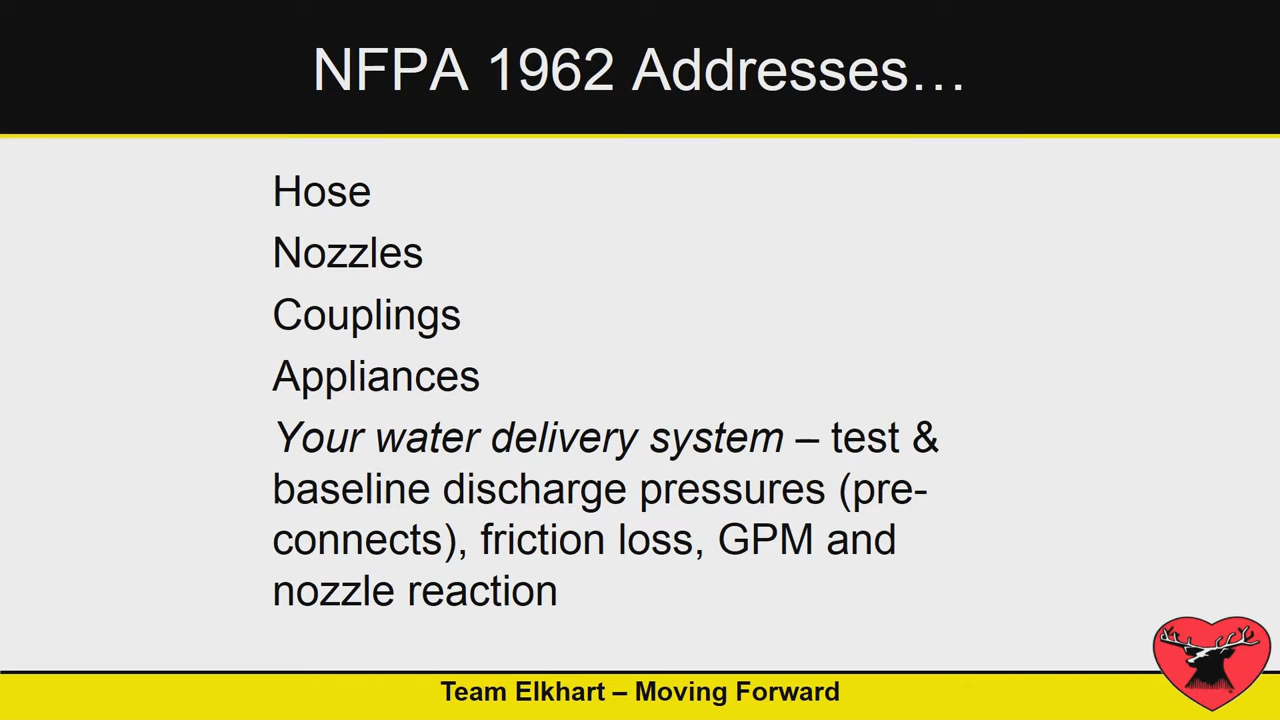 NFPA 1962 Addresses…
Hose
Nozzles
Couplings
Appliances
Your water delivery system – test &
baseline discharge pressures (pre-
connects), friction loss, GPM and
nozzle reaction
Team Elkhart – Moving Forward